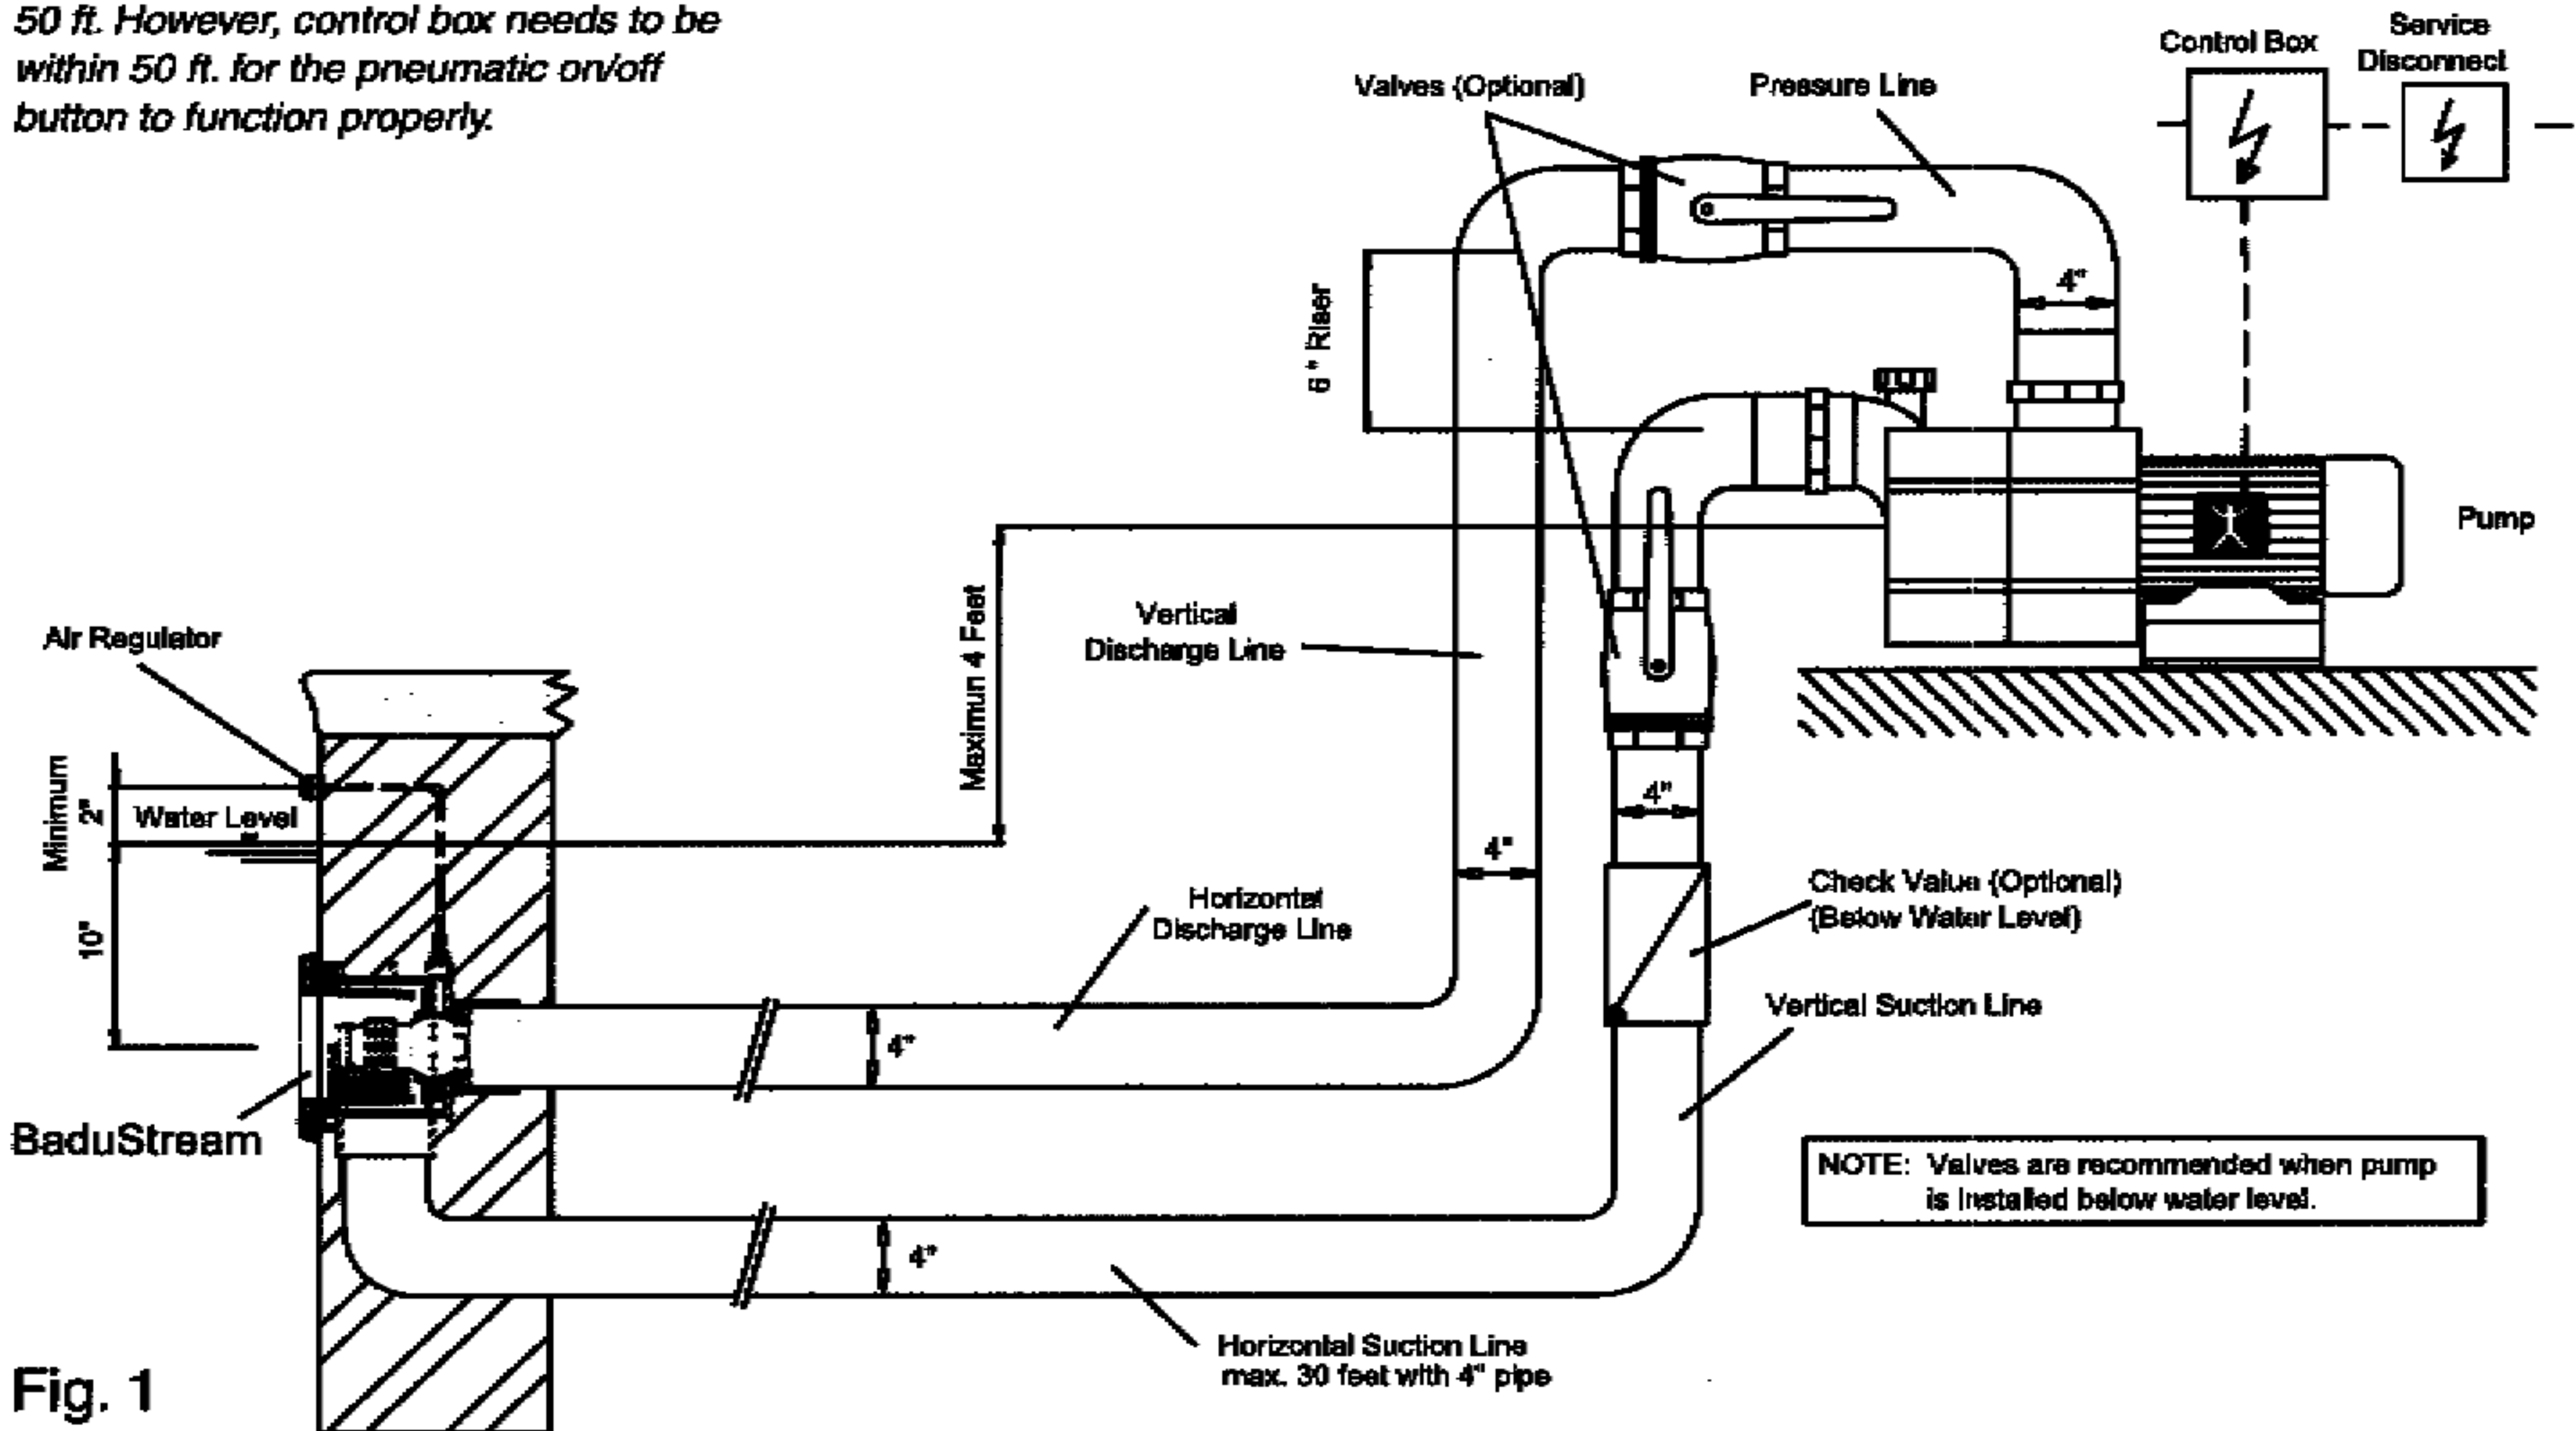 50 ft. However, control box needs to be
within 50 ft. for the pneumatic on/off
button to function properly.
Control Box
Service
Disconnect
Valves (Optional)
Pressure Line
4"
6" Riser
Pump
Maximun 4 Feet
Vertical
Discharge Line
Air Regulator
Minimum
2"
Water Level
10"
4"
4"
Horizontal
Discharge Line
Check Value (Optional)
(Below Water Level)
Vertical Suction Line
4"
BaduStream
NOTE: Valves are recommended when pump
is installed below water level.
4"
Horizontal Suction Line
max. 30 feet with 4" pipe
Fig. 1